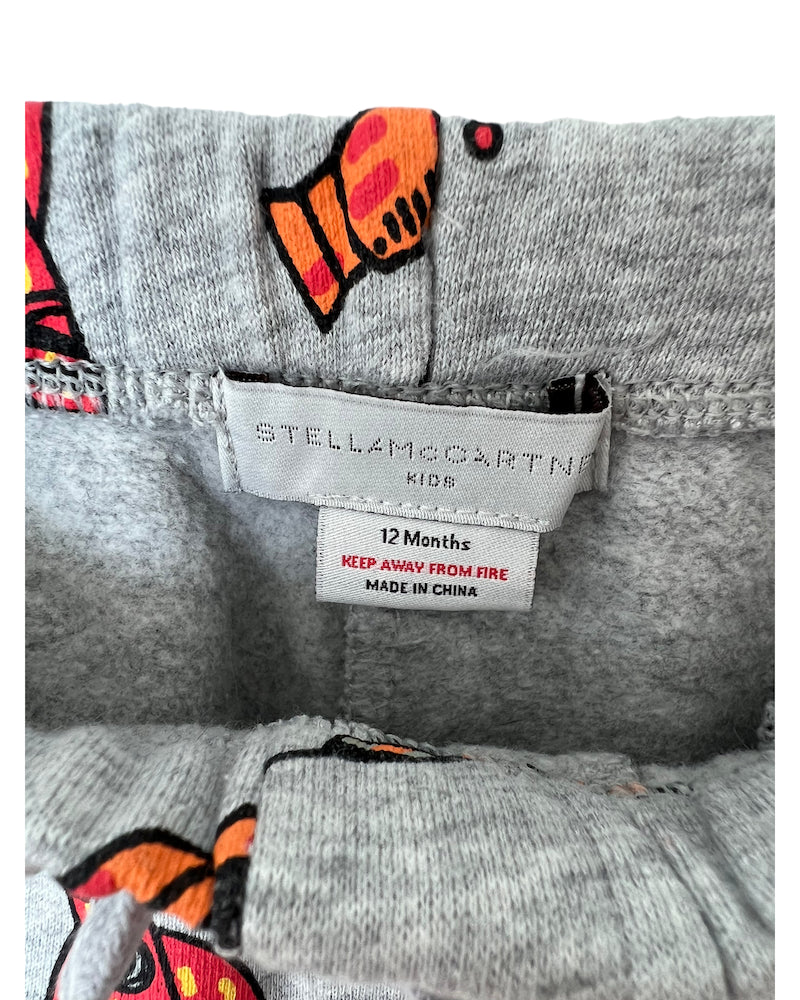 STELLAMcCARTNE
KIDS
12 Months
KEEP AWAY FROM FIRE
MADE IN CHINA